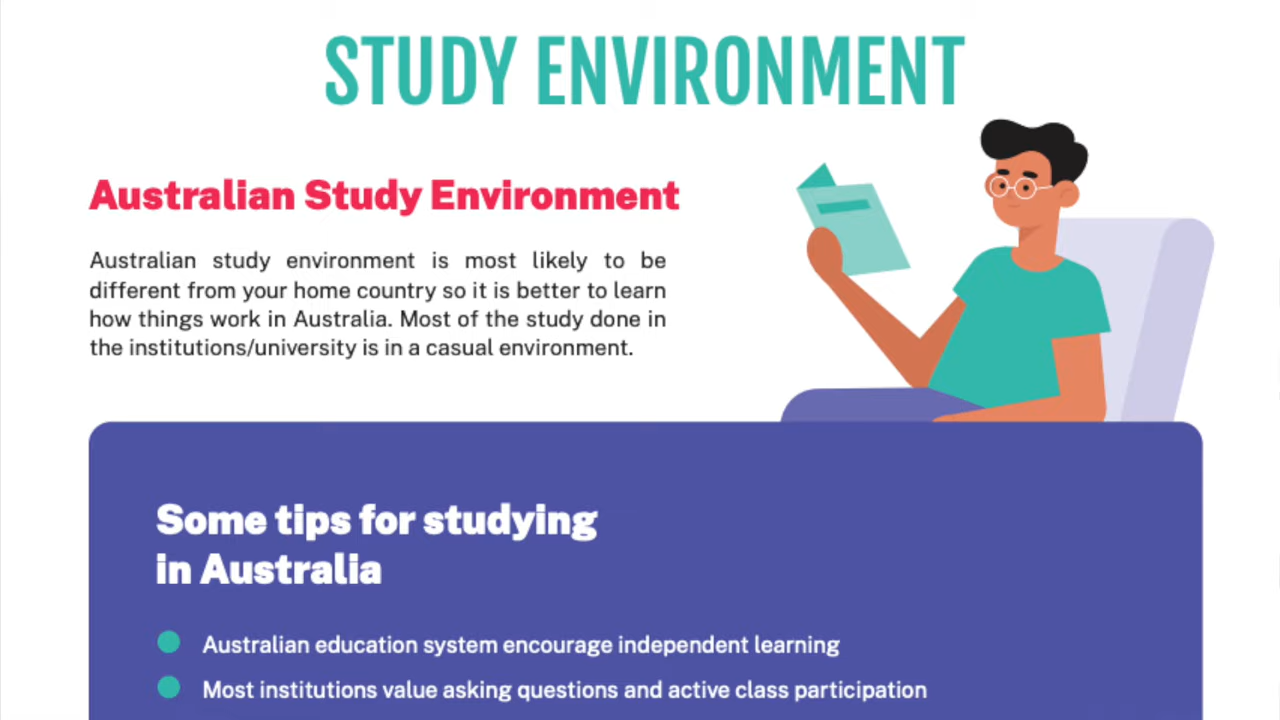 STUDY ENVIRONMENT
Australian Study Environment
Australian study environment is most likely to be
different from your home country so it is better to learn
how things work in Australia. Most of the study done in
the institutions/university is in a casual environment.
Some tips for studying
in Australia
Australian education system encourage independent learning
Most institutions value asking questions and active class participation